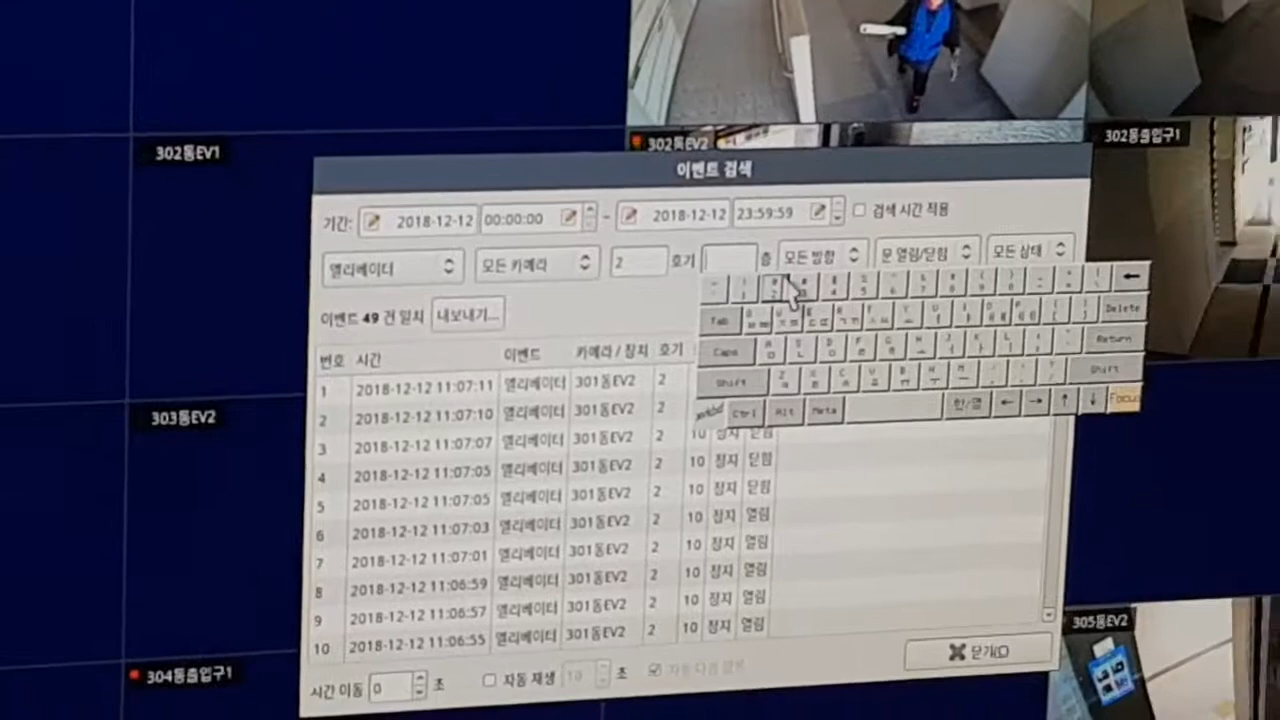 302동EV1
302동EV2
302동출입구1
이벤트 검색
기간: 2018-12-12 00:00:00 ~ 2018-12-12 23:59:59 검색 시간 적용
엘리베이터 모든 카메라 2 호기 층 모든 방향 문 열림/닫힘 모든 상태
이벤트 49 건 일치 내보내기...
번호 시간 이벤트 카메라 / 장치 호기
1 2018-12-12 11:07:11 엘리베이터 301동EV2 2
2 2018-12-12 11:07:10 엘리베이터 301동EV2 2
3 2018-12-12 11:07:07 엘리베이터 301동EV2 2 10 정지 닫힘
4 2018-12-12 11:07:05 엘리베이터 301동EV2 2 10 정지 닫힘
5 2018-12-12 11:07:05 엘리베이터 301동EV2 2 10 정지 닫힘
6 2018-12-12 11:07:03 엘리베이터 301동EV2 2 10 정지 열림
7 2018-12-12 11:07:01 엘리베이터 301동EV2 2 10 정지 열림
8 2018-12-12 11:06:59 엘리베이터 301동EV2 2 10 정지 열림
9 2018-12-12 11:06:57 엘리베이터 301동EV2 2 10 정지 열림
10 2018-12-12 11:06:55 엘리베이터 301동EV2 2 10 정지 열림
시간 이동 0 초 자동 재생 10 초
닫기(C)
Tab
Delete
Caps
Return
Shift
Shift
Ctrl Alt Meta 한/영 ← → ↑ ↓ Focus
303동EV2
304동출입구1
305동EV2